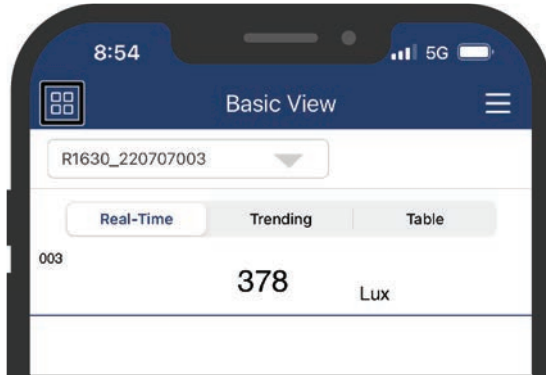 8:54 5G
Basic View
R1630_220707003
Real-Time Trending Table
003
378 Lux